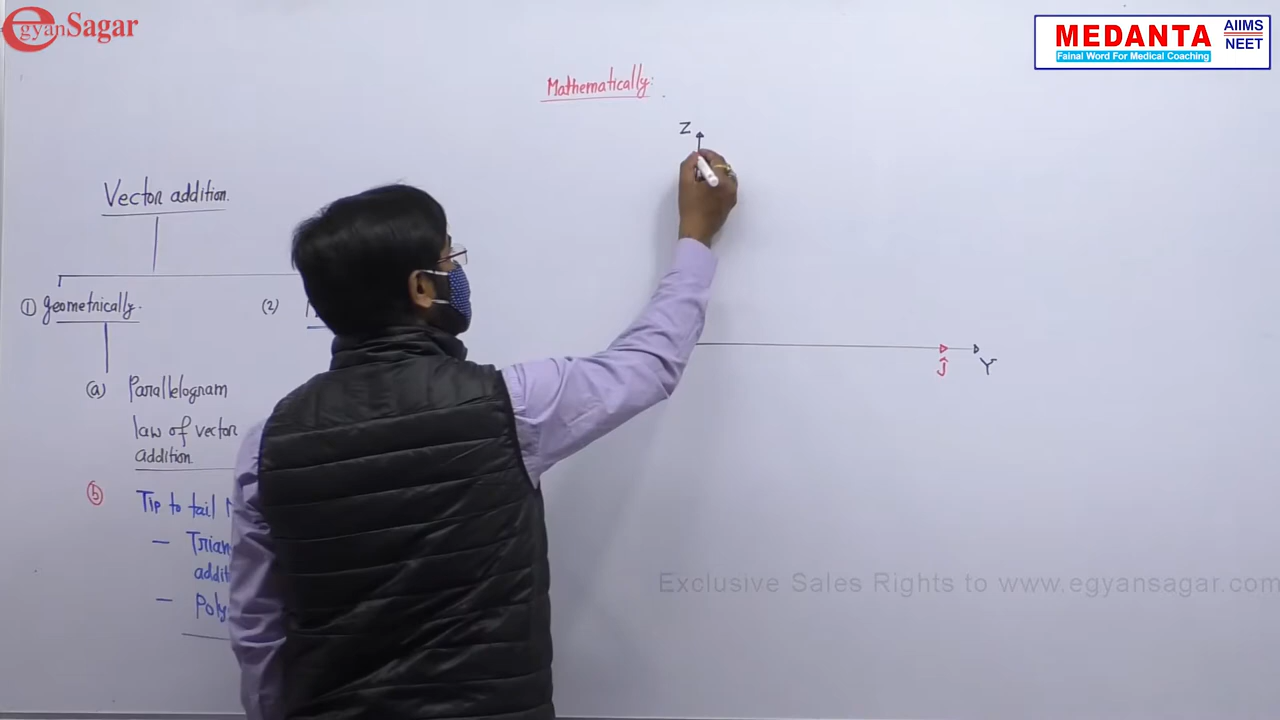 egyanSagar
MEDANTA
AIIMS
NEET
Fainal Word For Medical Coaching
Mathematically:
Z
Vector addition.
① Geometrically.
(2)
Y
ĵ
(a) Parallelogram
law of vector
addition.
(b) Tip to tail
-
addit
-
Poly
Exclusive Sales Rights to www.egyansagar.com